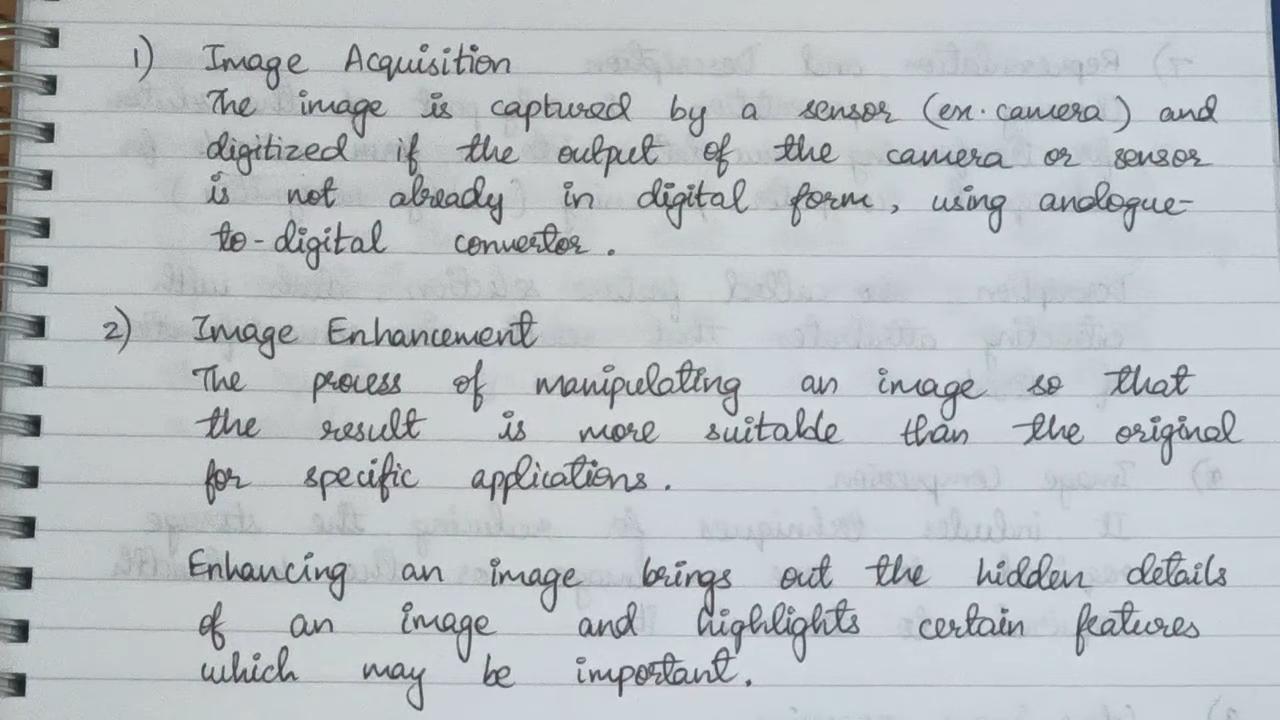 1) Image Acquisition
The image is captured by a sensor (ex. camera) and
digitized if the output of the camera or sensor
is not already in digital form, using analogue-
to-digital convertor.
2) Image Enhancement
The process of manipulating an image so that
the result is more suitable than the original
for specific applications.
Enhancing an image brings out the hidden details
of an image and highlights certain features
which may be important.